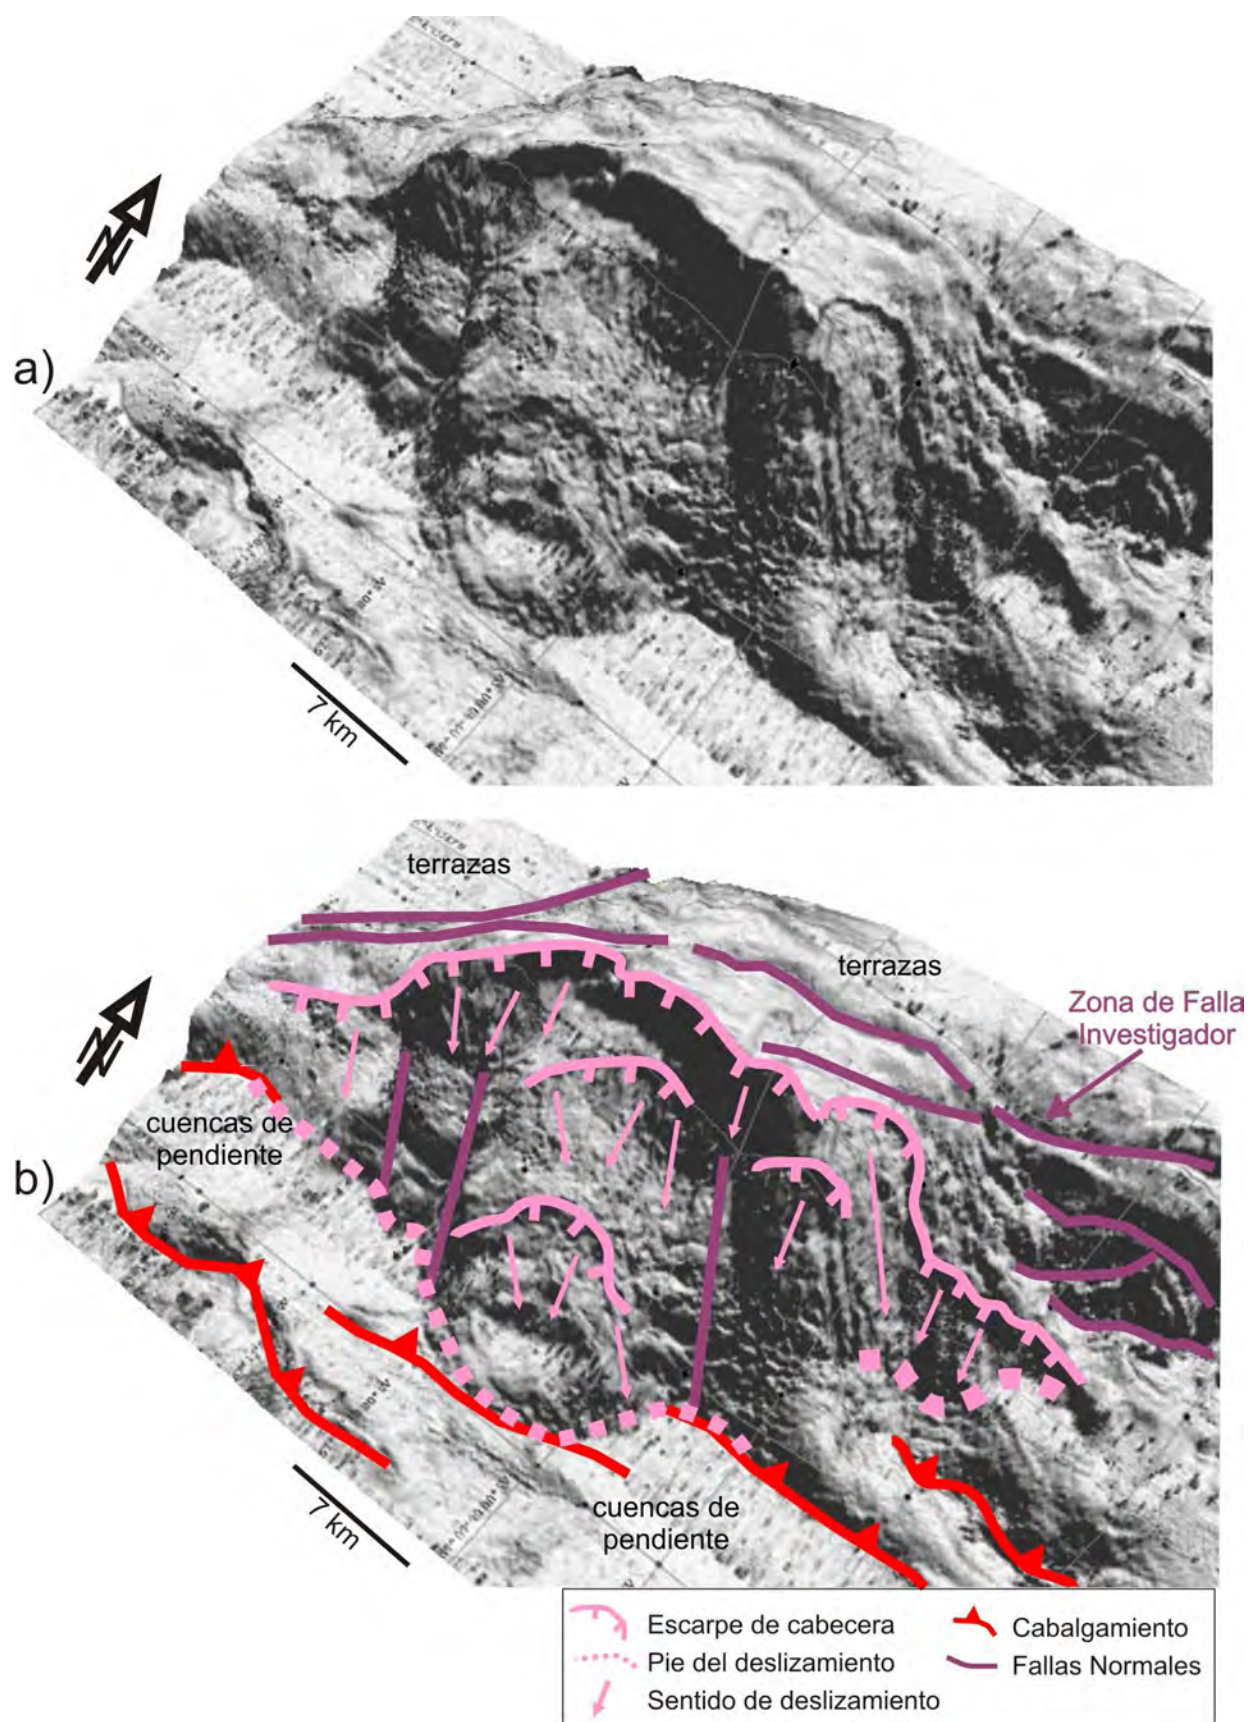 N
a)
7 km
terrazas
terrazas
Zona de Falla
Investigador
N
cuencas de
pendiente
b)
7 km
cuencas de
pendiente
Escarpe de cabecera
Pie del deslizamiento
Sentido de deslizamiento
Cabalgamiento
Fallas Normales